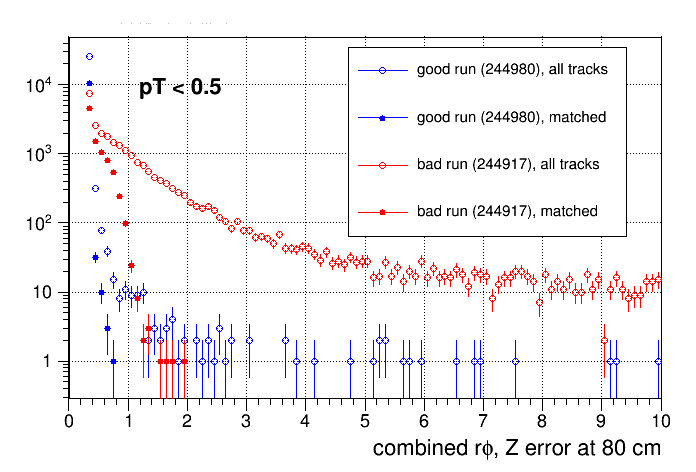 pT < 0.5
good run (244980), all tracks
good run (244980), matched
bad run (244917), all tracks
bad run (244917), matched
10⁴
10³
10²
10
1
0 1 2 3 4 5 6 7 8 9 10
combined rϕ, Z error at 80 cm